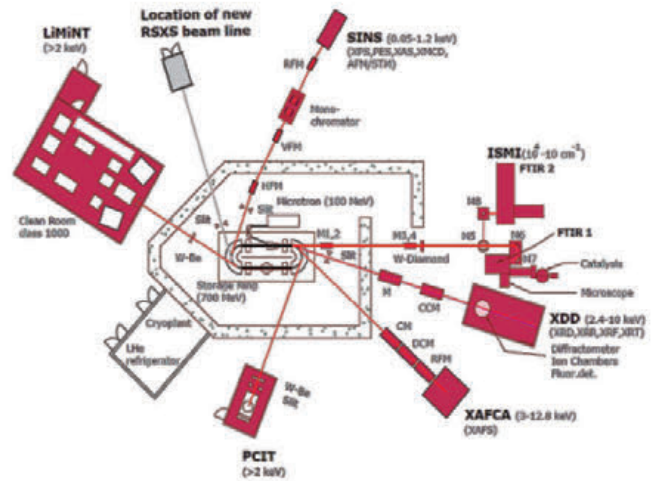 LiMiNT
(>2 keV)
Location of new
RSXS beam line
SINS (0.05-1.2 keV)
(XPS,PES,XAS,XMCD,
AFM/STM)
RFM
Mono-
chromator
VFM
HFM
ISMI (10⁴-10 cm⁻¹)
FTIR 2
Microtron (100 MeV)
Slit
Slit
Clean Room
class 1000
W-Be
M1,2
M3,4
Slit
W-Diamond
M8
M5
N6
FTIR 1
N7
Catalysis
Microscope
Storage Ring
(700 MeV)
M
CCM
XDD (2.4-10 keV)
(XRD,XRR,XRF,XRT)
Diffractometer
Ion Chambers
Fluor.det.
Cryoplant
LHe
refrigerator
CM
DCM
RFM
W-Be
Slit
XAFCA (3-12.8 keV)
(XAFS)
PCIT
(>2 keV)